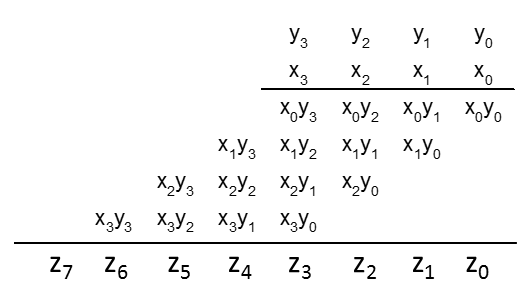 y₃ y₂ y₁ y₀
x₃ x₂ x₁ x₀
x₀y₃ x₀y₂ x₀y₁ x₀y₀
x₁y₃ x₁y₂ x₁y₁ x₁y₀
x₂y₃ x₂y₂ x₂y₁ x₂y₀
x₃y₃ x₃y₂ x₃y₁ x₃y₀
z₇ z₆ z₅ z₄ z₃ z₂ z₁ z₀